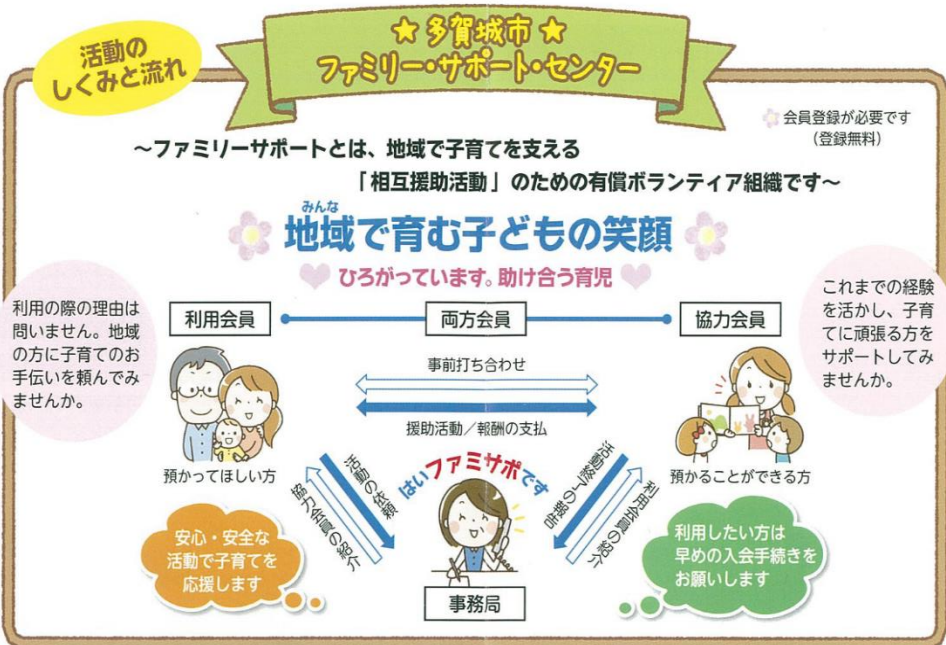 活動の
しくみと流れ
★多賀城市★
ファミリー・サポート・センター
会員登録が必要です
(登録無料)
～ファミリーサポートとは、地域で子育てを支える
「相互援助活動」のための有償ボランティア組織です～
みんな
地域で育む子どもの笑顔
ひろがっています。助け合う育児
利用の際の理由は
問いません。地域
の方に子育てのお
手伝いを頼んでみ
ませんか。
利用会員
両方会員
協力会員
これまでの経験
を活かし、子育
てに頑張る方を
サポートしてみ
ませんか。
事前打ち合わせ
援助活動／報酬の支払
預かってほしい方
預かることができる方
活動の依頼
協力会員の紹介
はいファミサポです
活動終了の報告
利用会員の紹介
安心・安全な
活動で子育てを
応援します
利用したい方は
早めの入会手続きを
お願いします
事務局